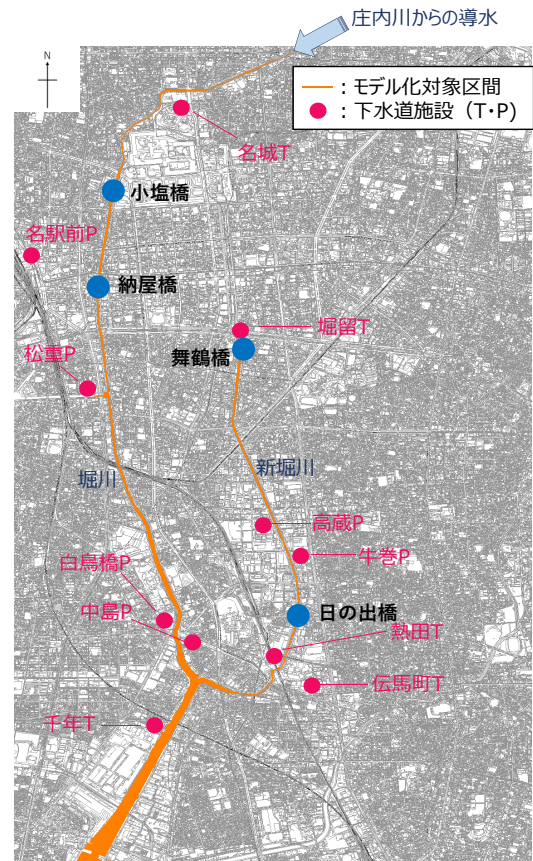 庄内川からの導水
N
― : モデル化対象区間
● : 下水道施設（T・P）
名城T
小塩橋
名駅前P
納屋橋
堀留T
舞鶴橋
松重P
堀川
新堀川
高蔵P
牛巻P
白鳥橋P
中島P
日の出橋
熱田T
伝馬町T
千年T